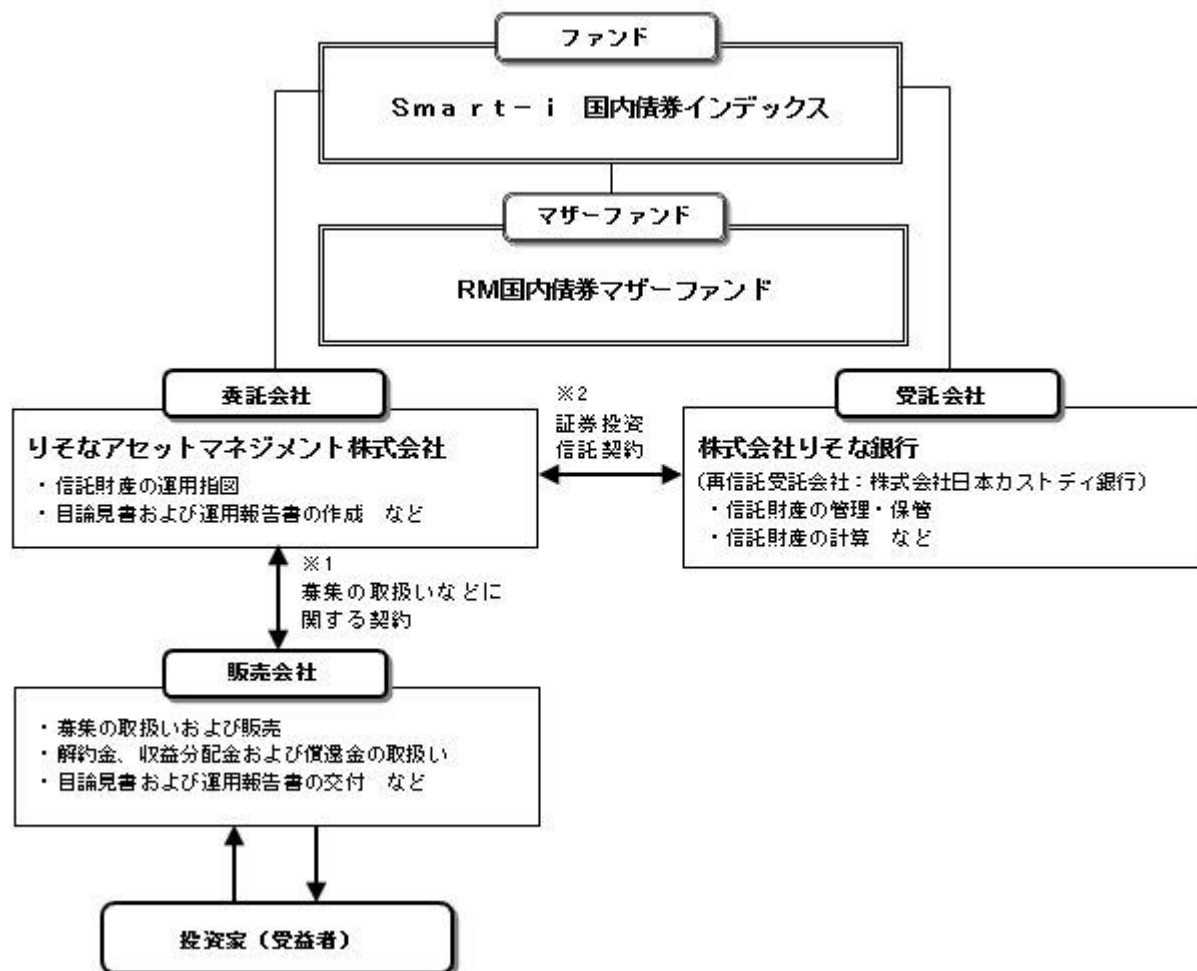 ファンド
Ｓｍａｒｔ－ｉ　国内債券インデックス
マザーファンド
RM国内債券マザーファンド
委託会社
りそなアセットマネジメント株式会社
・信託財産の運用指図
・目論見書および運用報告書の作成　など
※2
証券投資
信託契約
受託会社
株式会社りそな銀行
（再信託受託会社：株式会社日本カストディ銀行）
・信託財産の管理・保管
・信託財産の計算　など
※1
募集の取扱いなどに
関する契約
販売会社
・募集の取扱いおよび販売
・解約金、収益分配金および償還金の取扱い
・目論見書および運用報告書の交付　など
投資家（受益者）